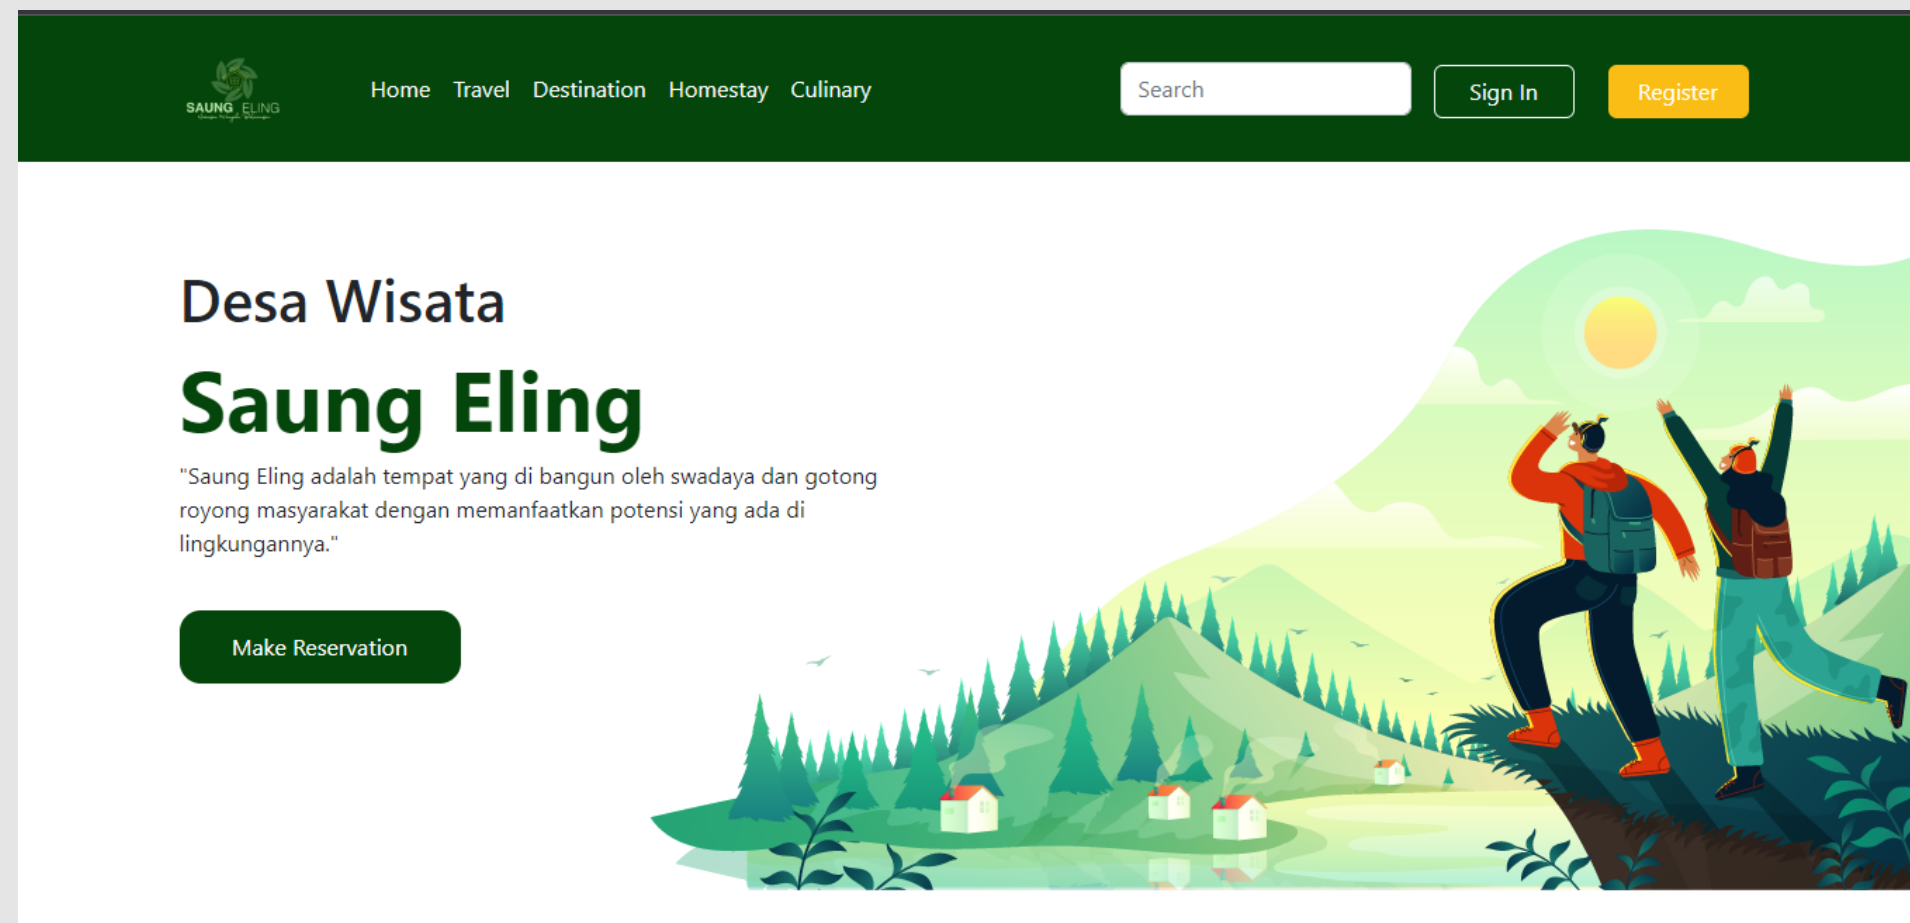 SAUNG ELING
Home Travel Destination Homestay Culinary
Search
Sign In
Register
Desa Wisata
Saung Eling
"Saung Eling adalah tempat yang di bangun oleh swadaya dan gotong
royong masyarakat dengan memanfaatkan potensi yang ada di
lingkungannya."
Make Reservation